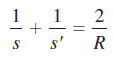 1/s + 1/s′ = 2/R